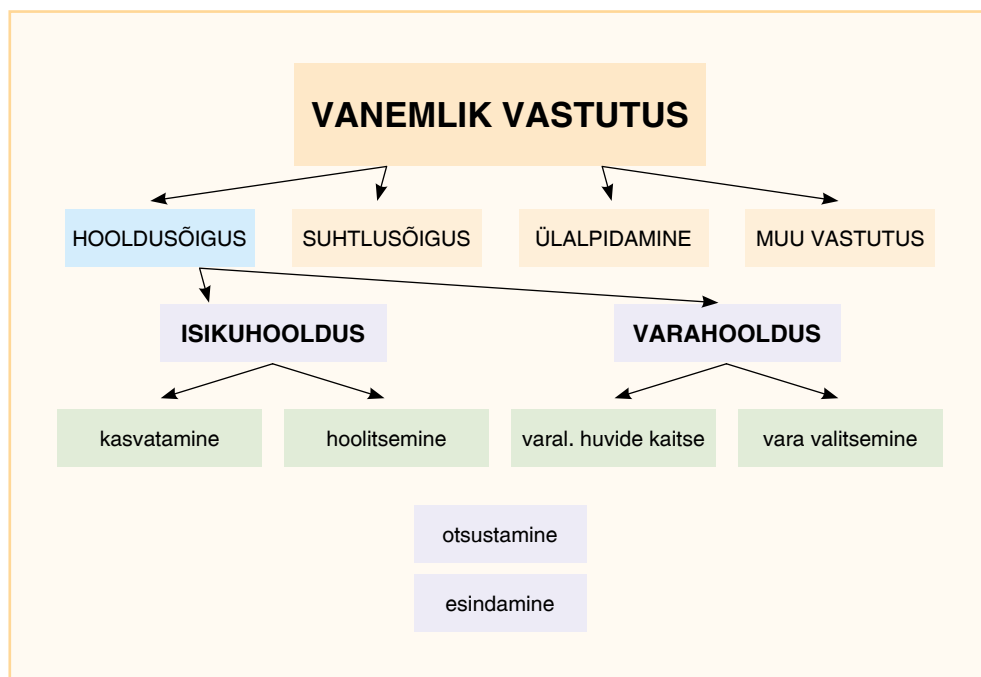 VANEMLIK VASTUTUS
HOOLDUSÕIGUS
SUHTLUSÕIGUS
ÜLALPIDAMINE
MUU VASTUTUS
ISIKUHOOLDUS
VARAHOOLDUS
kasvatamine
hoolitsemine
varal. huvide kaitse
vara valitsemine
otsustamine
esindamine